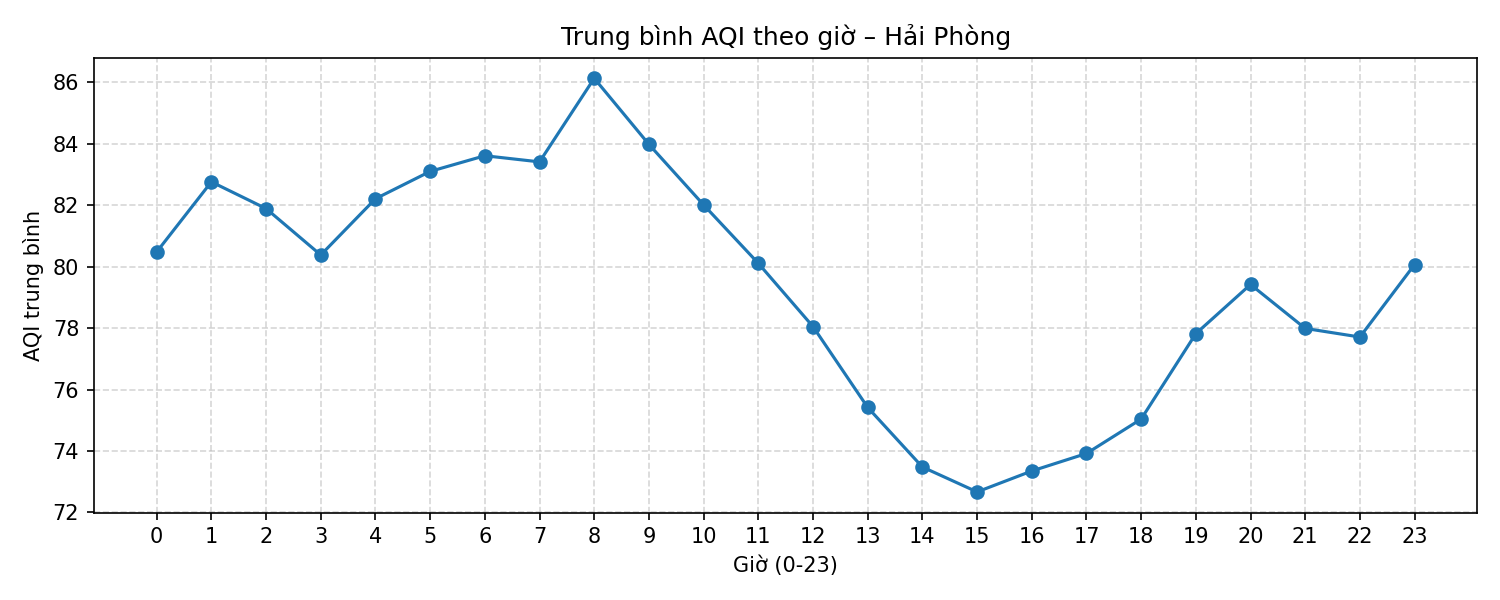 Trung bình AQI theo giờ – Hải Phòng
AQI trung bình
86
84
82
80
78
76
74
72
0 1 2 3 4 5 6 7 8 9 10 11 12 13 14 15 16 17 18 19 20 21 22 23
Giờ (0-23)